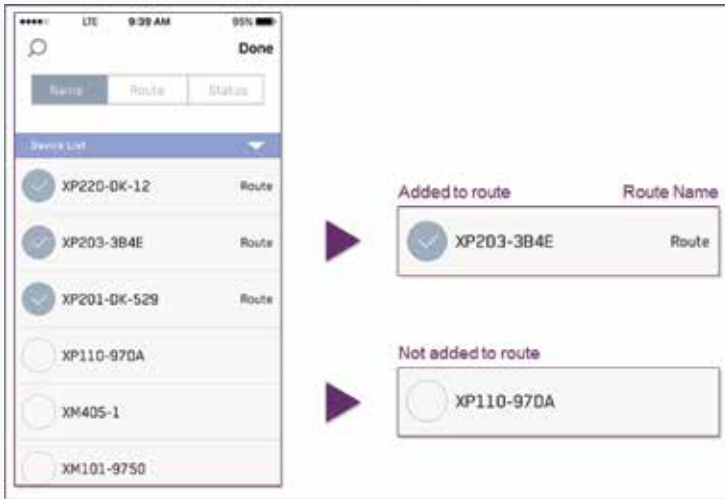 LTE 9:39 AM 95%
Done
Name Route Status
Device List
XP220-DK-12 Route
XP203-3B4E Route
XP201-DK-529 Route
XP110-970A
XM405-1
XM101-9750
Added to route Route Name
XP203-3B4E Route
Not added to route
XP110-970A